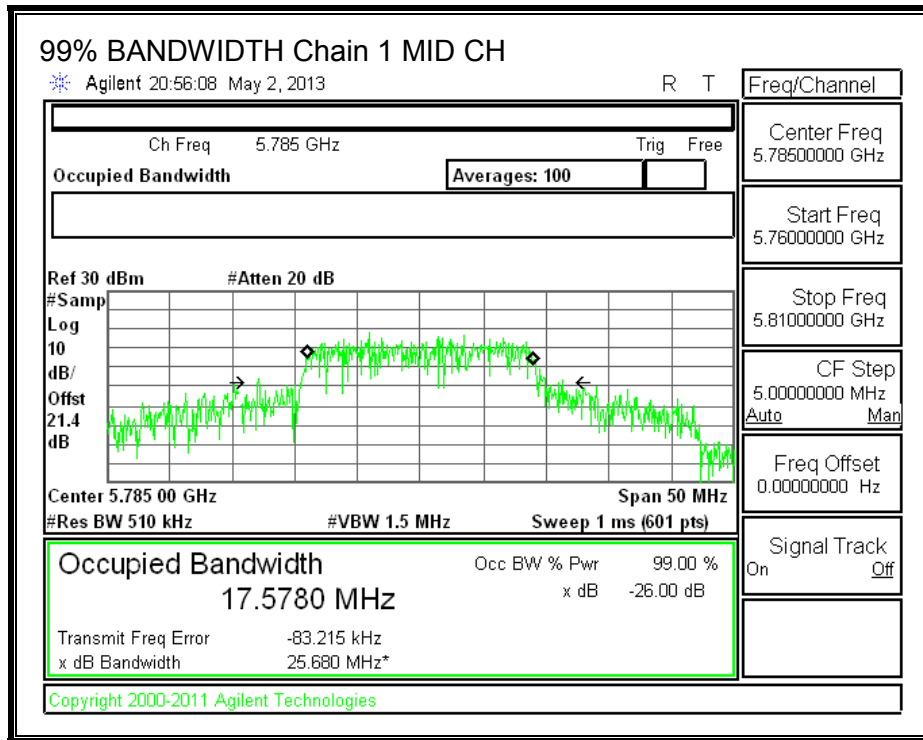 99% BANDWIDTH Chain 1 MID CH
Agilent 20:56:08 May 2, 2013 R T
Freq/Channel
Ch Freq 5.785 GHz Trig Free
Occupied Bandwidth Averages: 100
Center Freq
5.78500000 GHz
Start Freq
5.76000000 GHz
Stop Freq
5.81000000 GHz
CF Step
5.00000000 MHz
Auto Man
Freq Offset
0.00000000 Hz
Signal Track
On Off
Ref 30 dBm #Atten 20 dB
#Samp
Log
10
dB/
Offst
21.4
dB
Center 5.785 00 GHz Span 50 MHz
#Res BW 510 kHz #VBW 1.5 MHz Sweep 1 ms (601 pts)
Occupied Bandwidth Occ BW % Pwr 99.00 %
17.5780 MHz x dB -26.00 dB
Transmit Freq Error -83.215 kHz
x dB Bandwidth 25.680 MHz*
Copyright 2000-2011 Agilent Technologies